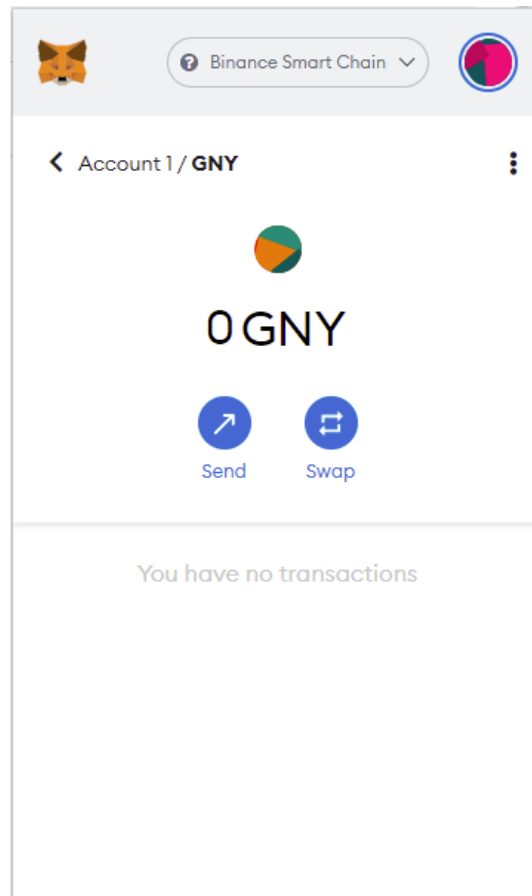 Binance Smart Chain
Account 1 / GNY
0 GNY
Send
Swap
You have no transactions